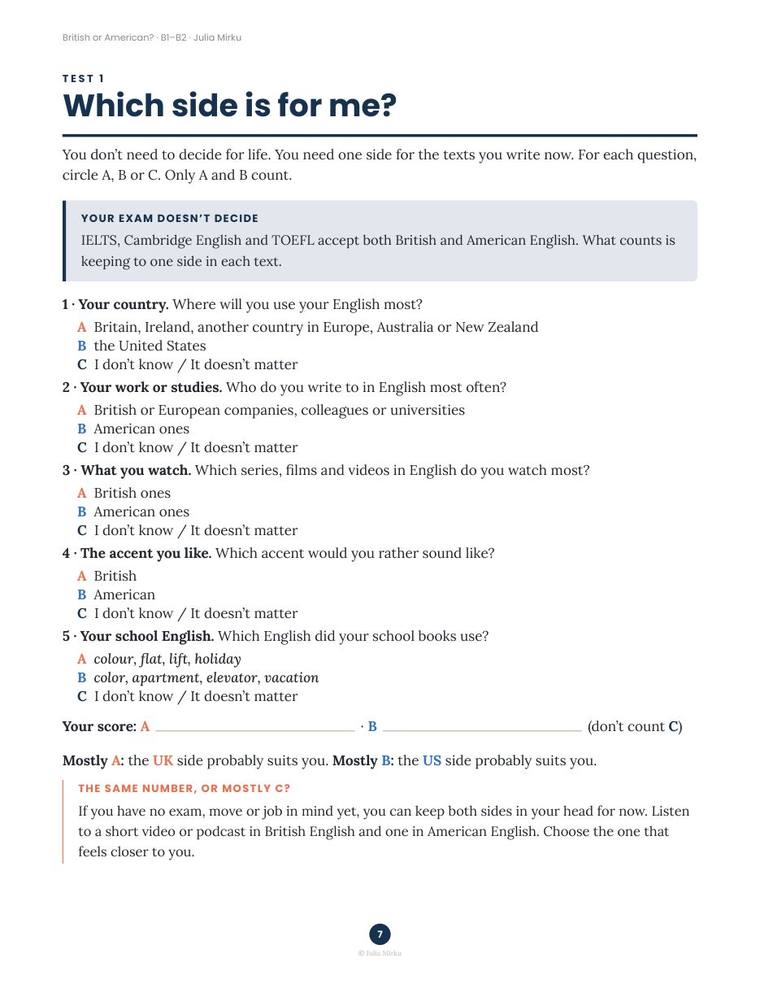 British or American? · B1–B2 · Julia Mirku
TEST 1
Which side is for me?
You don’t need to decide for life. You need one side for the texts you write now. For each question,
circle A, B or C. Only A and B count.
YOUR EXAM DOESN’T DECIDE
IELTS, Cambridge English and TOEFL accept both British and American English. What counts is
keeping to one side in each text.
1 · Your country. Where will you use your English most?
A Britain, Ireland, another country in Europe, Australia or New Zealand
B the United States
C I don’t know / It doesn’t matter
2 · Your work or studies. Who do you write to in English most often?
A British or European companies, colleagues or universities
B American ones
C I don’t know / It doesn’t matter
3 · What you watch. Which series, films and videos in English do you watch most?
A British ones
B American ones
C I don’t know / It doesn’t matter
4 · The accent you like. Which accent would you rather sound like?
A British
B American
C I don’t know / It doesn’t matter
5 · Your school English. Which English did your school books use?
A colour, flat, lift, holiday
B color, apartment, elevator, vacation
C I don’t know / It doesn’t matter
Your score: A · B (don’t count C)
Mostly A: the UK side probably suits you. Mostly B: the US side probably suits you.
THE SAME NUMBER, OR MOSTLY C?
If you have no exam, move or job in mind yet, you can keep both sides in your head for now. Listen
to a short video or podcast in British English and one in American English. Choose the one that
feels closer to you.
7
© Julia Mirku